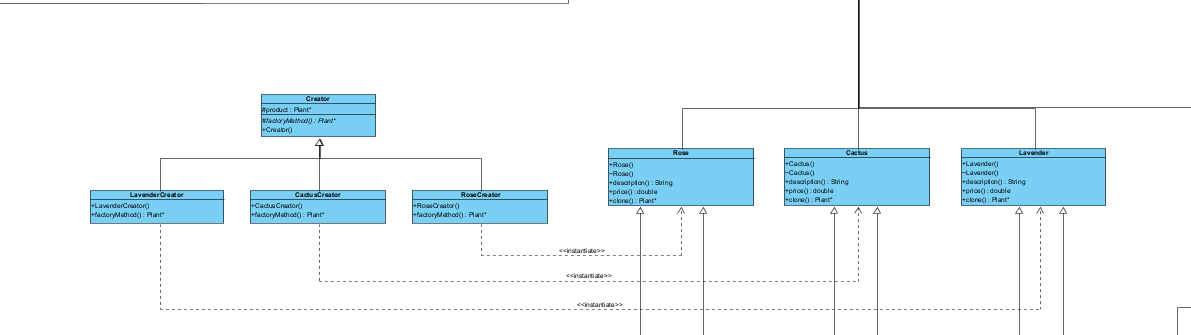 Creator
#product : Plant*
#factoryMethod() : Plant*
+Creator()
LavenderCreator
+LavenderCreator()
+factoryMethod() : Plant*
CactusCreator
+CactusCreator()
+factoryMethod() : Plant*
RoseCreator
+RoseCreator()
+factoryMethod() : Plant*
Rose
+Rose()
~Rose()
+description() : String
+price() : double
+clone() : Plant*
Cactus
+Cactus()
~Cactus()
+description() : String
+price() : double
+clone() : Plant*
Lavender
+Lavender()
~Lavender()
+description() : String
+price() : double
+clone() : Plant*
<<instantiate>>
<<instantiate>>
<<instantiate>>